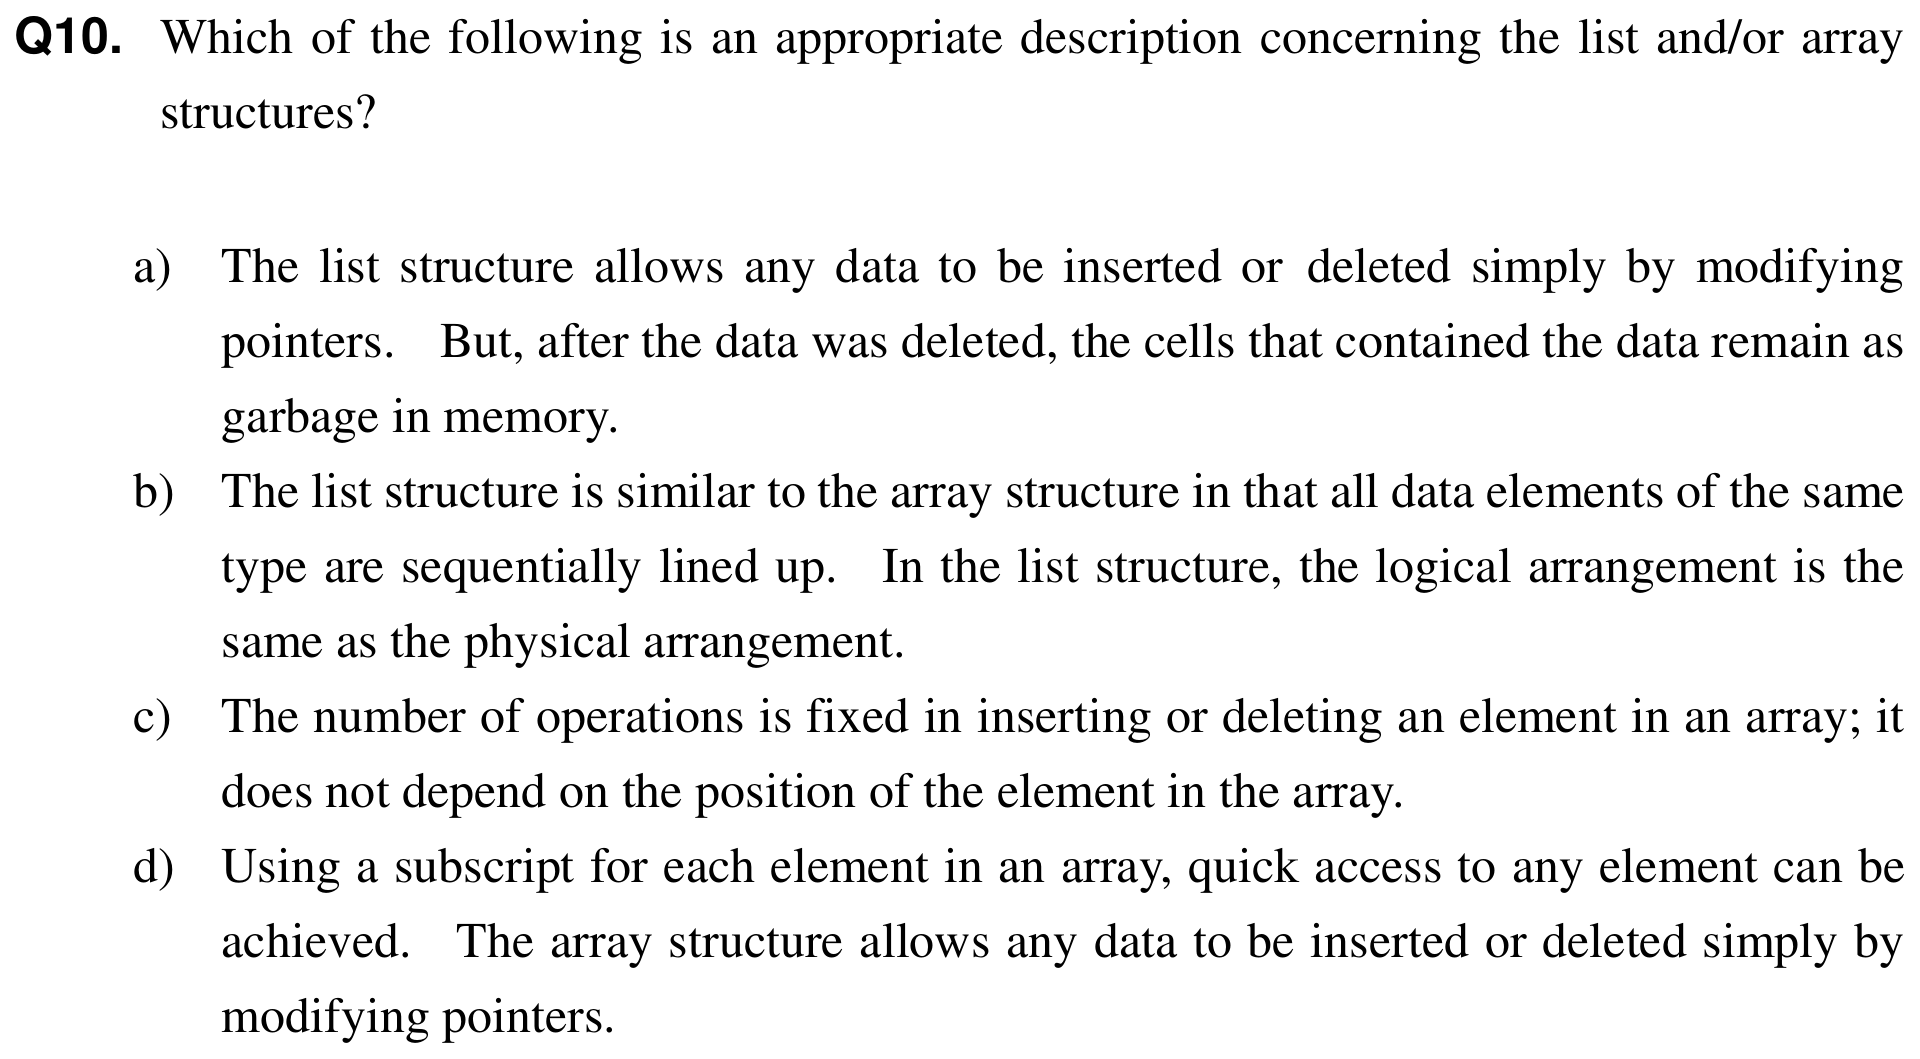 Q10. Which of the following is an appropriate description concerning the list and/or array
structures?
a) The list structure allows any data to be inserted or deleted simply by modifying
pointers. But, after the data was deleted, the cells that contained the data remain as
garbage in memory.
b) The list structure is similar to the array structure in that all data elements of the same
type are sequentially lined up. In the list structure, the logical arrangement is the
same as the physical arrangement.
c) The number of operations is fixed in inserting or deleting an element in an array; it
does not depend on the position of the element in the array.
d) Using a subscript for each element in an array, quick access to any element can be
achieved. The array structure allows any data to be inserted or deleted simply by
modifying pointers.